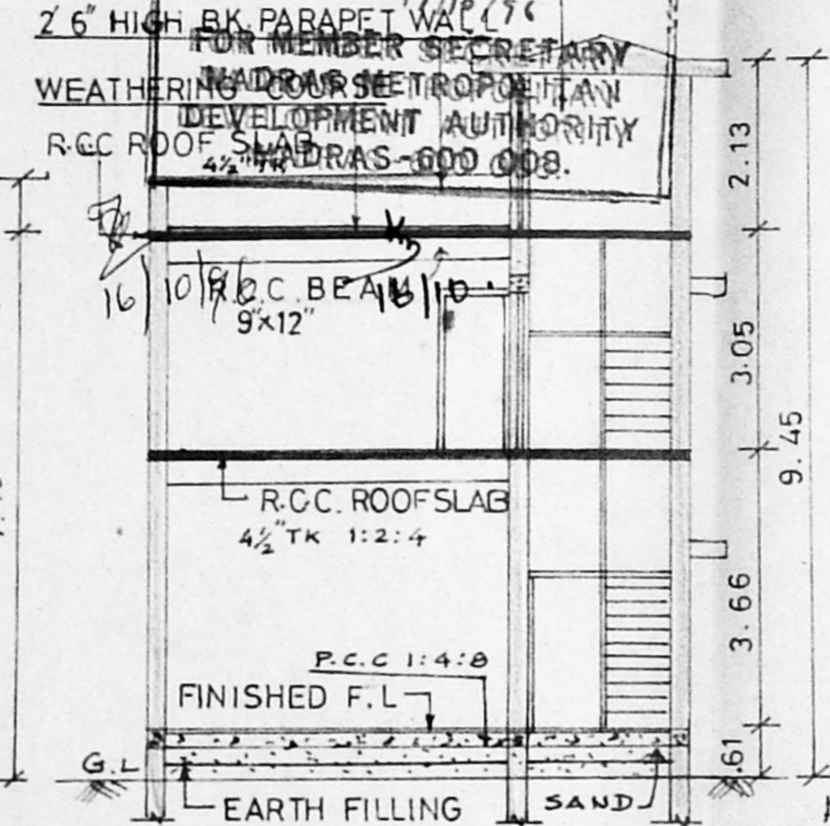 2' 6" HIGH BK. PARAPET WALL
FOR MEMBER SECRETARY
MADRAS METROPOLITAN
DEVELOPMENT AUTHORITY
MADRAS-600 008.
WEATHERING COURSE
R.C.C ROOF SLAB
4½" TK
2.13
16/10/96
R.C.C. BEAM
9"x12"
16/10
3.05
9.45
R.C.C. ROOF SLAB
4½" TK 1:2:4
3.66
P.C.C 1:4:8
FINISHED F.L
G.L
.61
EARTH FILLING
SAND